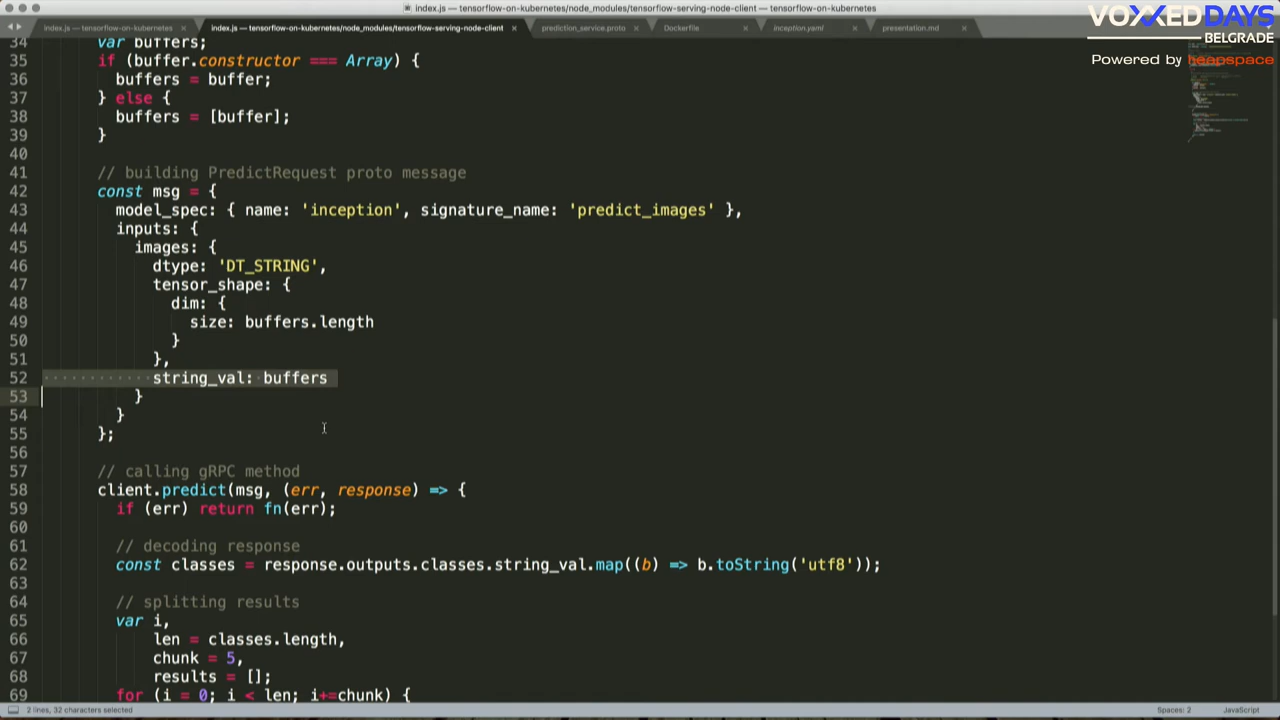 index.js — tensorflow-on-kubernetes/node_modules/tensorflow-serving-node-client — tensorflow-on-kubernetes
index.js — tensorflow-on-kubernetes
index.js — tensorflow-on-kubernetes/node_modules/tensorflow-serving-node-client
prediction_service.proto
Dockerfile
inception.yaml
presentation.md
VOXXED DAYS
BELGRADE
Powered by heapspace
34 var buffers;
35 if (buffer.constructor === Array) {
36 buffers = buffer;
37 } else {
38 buffers = [buffer];
39 }
40
41 // building PredictRequest proto message
42 const msg = {
43 model_spec: { name: 'inception', signature_name: 'predict_images' },
44 inputs: {
45 images: {
46 dtype: 'DT_STRING',
47 tensor_shape: {
48 dim: {
49 size: buffers.length
50 }
51 },
52 string_val: buffers
53 }
54 }
55 };
56
57 // calling gRPC method
58 client.predict(msg, (err, response) => {
59 if (err) return fn(err);
60
61 // decoding response
62 const classes = response.outputs.classes.string_val.map((b) => b.toString('utf8'));
63
64 // splitting results
65 var i,
66 len = classes.length,
67 chunk = 5,
68 results = [];
69 for (i = 0; i < len; i+=chunk) {
2 lines, 32 characters selected
Spaces: 2
JavaScript